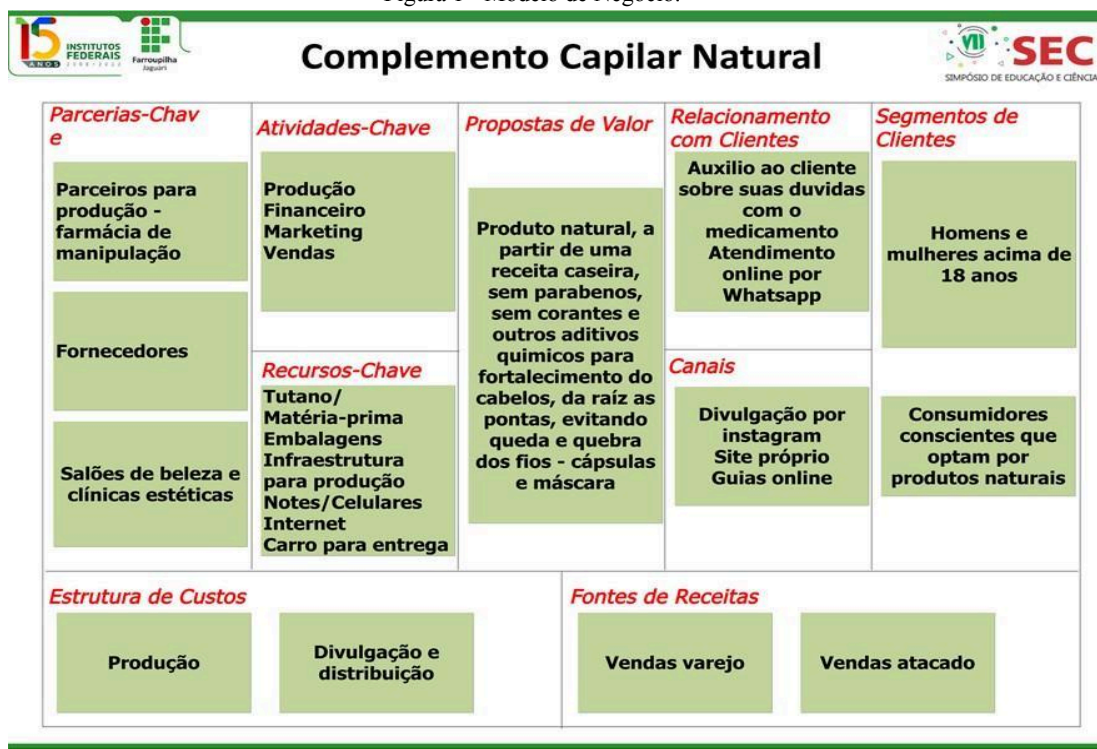 Figura 1 - Modelo de Negócio.
15
ANOS
INSTITUTOS
FEDERAIS
Farroupilha
Jaguari
Complemento Capilar Natural
VII
SEC
SIMPÓSIO DE EDUCAÇÃO E CIÊNCIA
Parcerias-Chav
e
Parceiros para
produção -
farmácia de
manipulação
Fornecedores
Salões de beleza e
clínicas estéticas
Atividades-Chave
Produção
Financeiro
Marketing
Vendas
Recursos-Chave
Tutano/
Matéria-prima
Embalagens
Infraestrutura
para produção
Notes/Celulares
Internet
Carro para entrega
Propostas de Valor
Produto natural, a
partir de uma
receita caseira,
sem parabenos,
sem corantes e
outros aditivos
quimicos para
fortalecimento do
cabelos, da raíz as
pontas, evitando
queda e quebra
dos fios - cápsulas
e máscara
Relacionamento
com Clientes
Auxilio ao cliente
sobre suas duvidas
com o
medicamento
Atendimento
online por
Whatsapp
Canais
Divulgação por
instagram
Site próprio
Guias online
Segmentos de
Clientes
Homens e
mulheres acima de
18 anos
Consumidores
conscientes que
optam por
produtos naturais
Estrutura de Custos
Produção
Divulgação e
distribuição
Fontes de Receitas
Vendas varejo
Vendas atacado